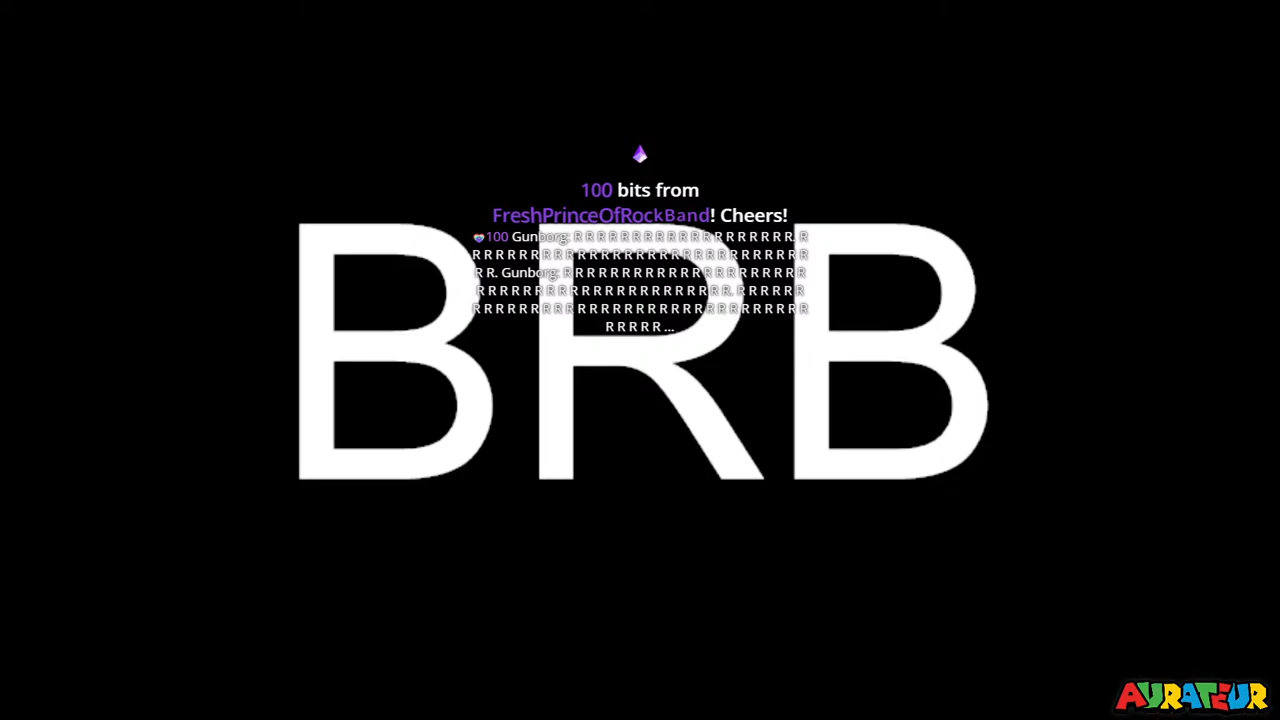 100 bits from
FreshPrinceOfRockBand! Cheers!
100 Gunborg: R R R R R R R R R R R R R R R R R R R. R
R R R R R R R R R R R R R R R R R R R R R R R R R R R R R
R R. Gunborg: R R R R R R R R R R R R R R R R R R R R R
R R R R R R R R R R R R R R R R R R R R R R. R R R R R R
R R R R R R R R R R R R R R R R R R R R R R R R R R R R R
R R R R R ...
BRB
AURATEUR